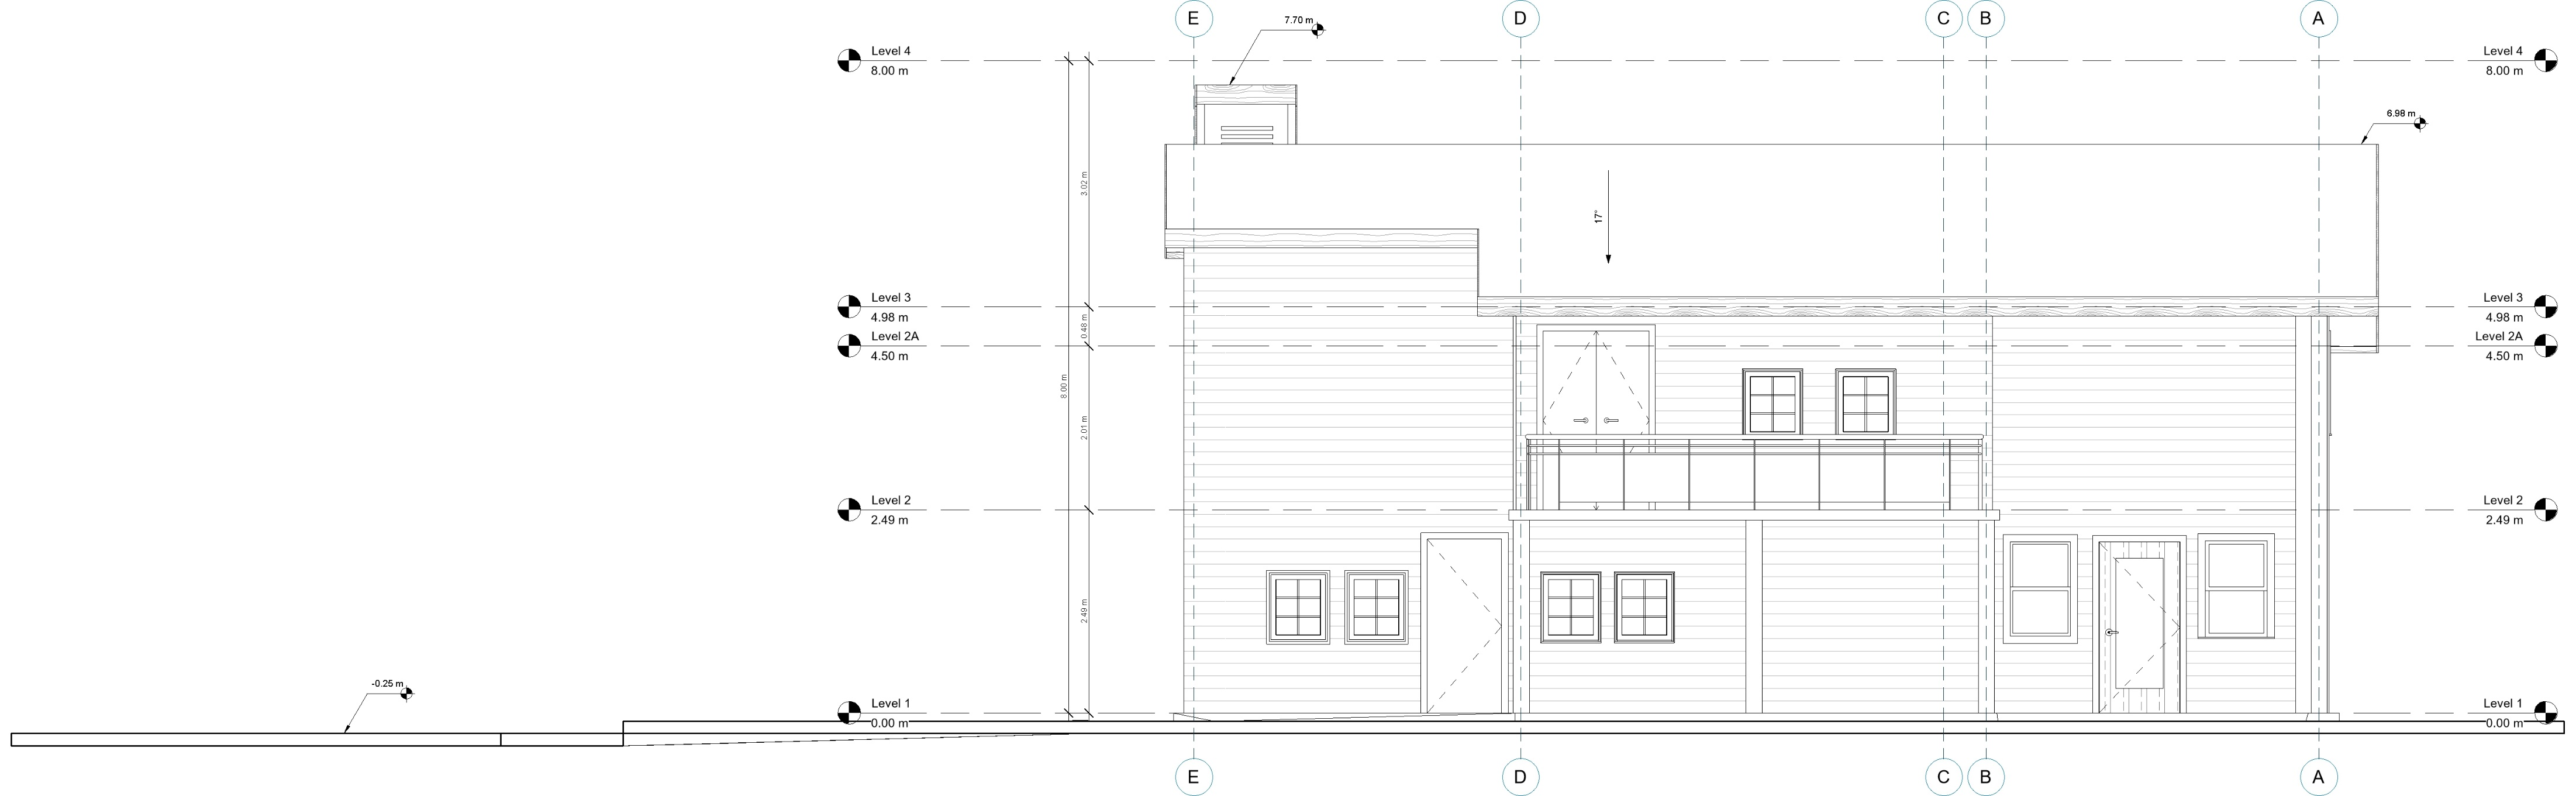 E
D
C
B
A
7.70 m
Level 4
8.00 m
Level 4
8.00 m
6.98 m
3.02 m
17°
Level 3
4.98 m
Level 3
4.98 m
0.48 m
Level 2A
4.50 m
Level 2A
4.50 m
8.00 m
2.01 m
Level 2
2.49 m
Level 2
2.49 m
2.49 m
-0.25 m
Level 1
0.00 m
Level 1
0.00 m
E
D
C
B
A